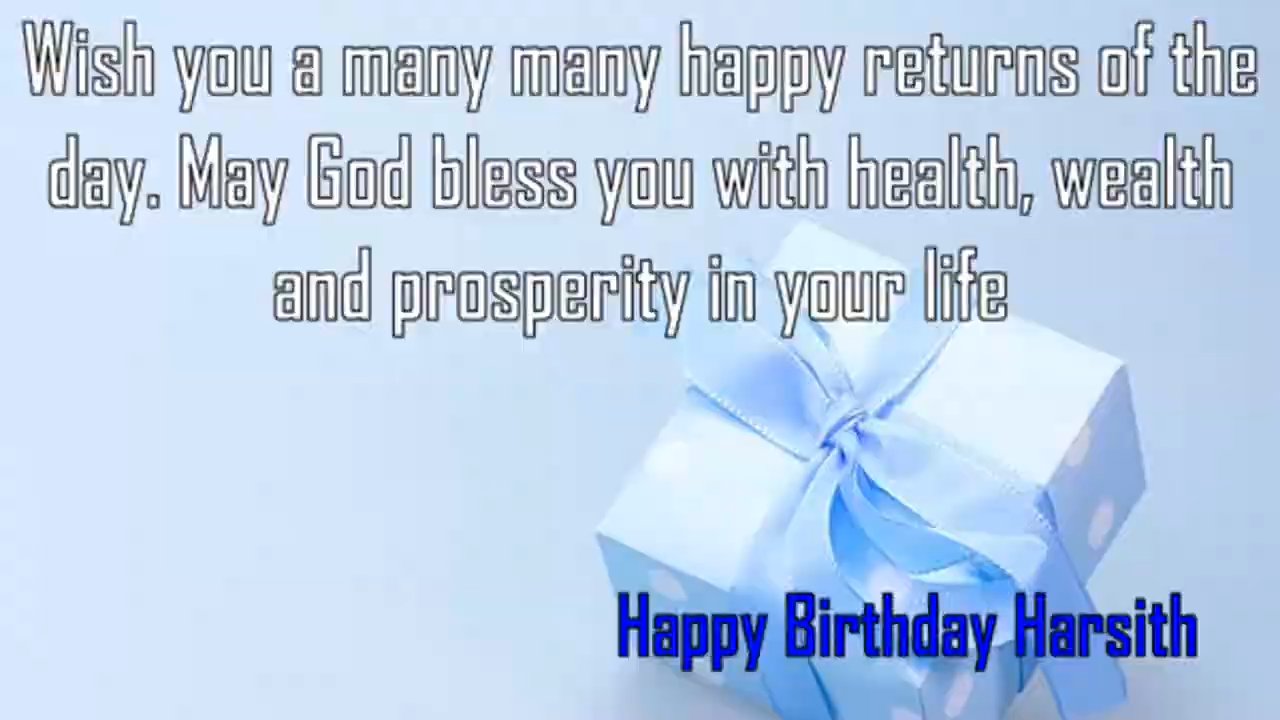 Wish you a many many happy returns of the
day. May God bless you with health, wealth
and prosperity in your life
Happy Birthday Harsith